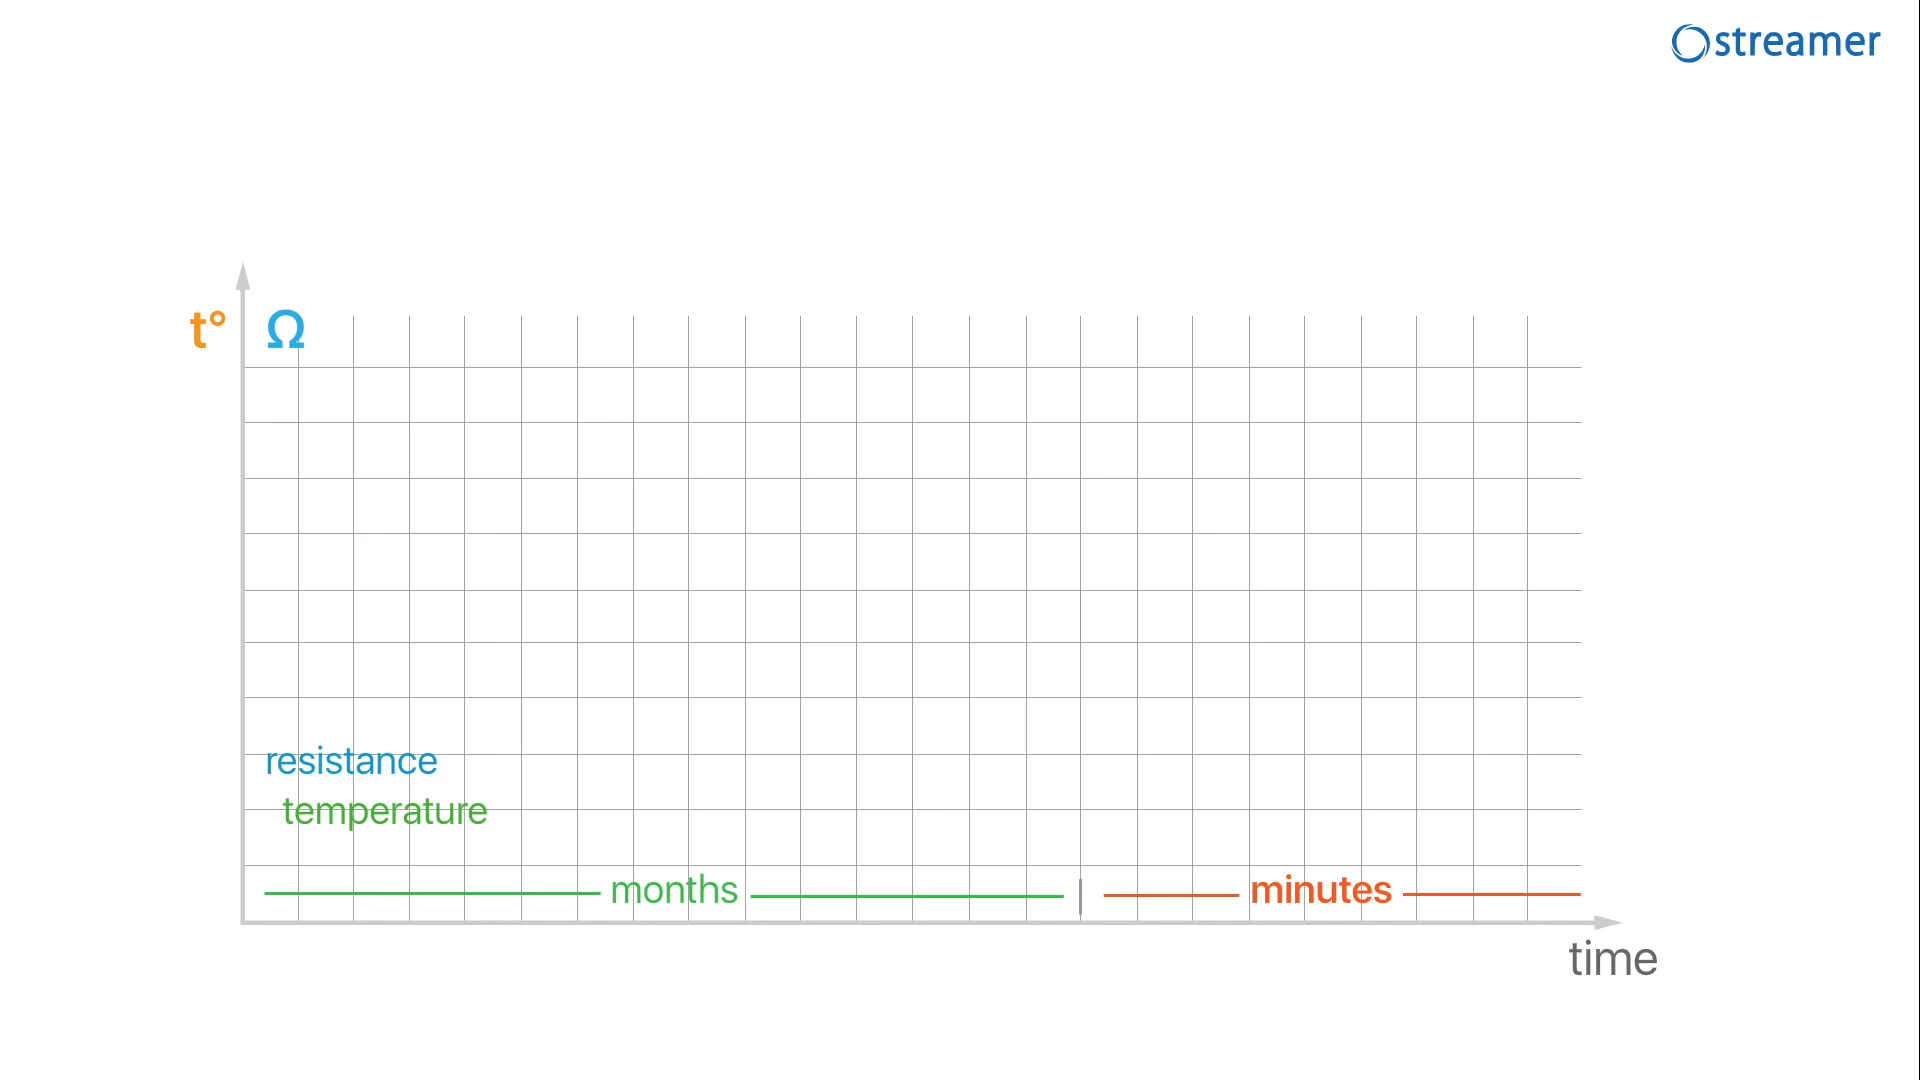 streamer
t° Ω
resistance
temperature
months minutes
time